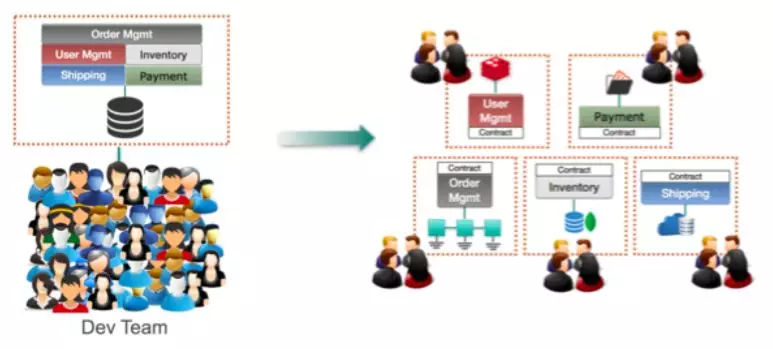 Order Mgmt
User Mgmt
Inventory
Shipping
Payment
Dev Team
User
Mgmt
Contract
Payment
Contract
Contract
Order
Mgmt
Contract
Inventory
Contract
Shipping